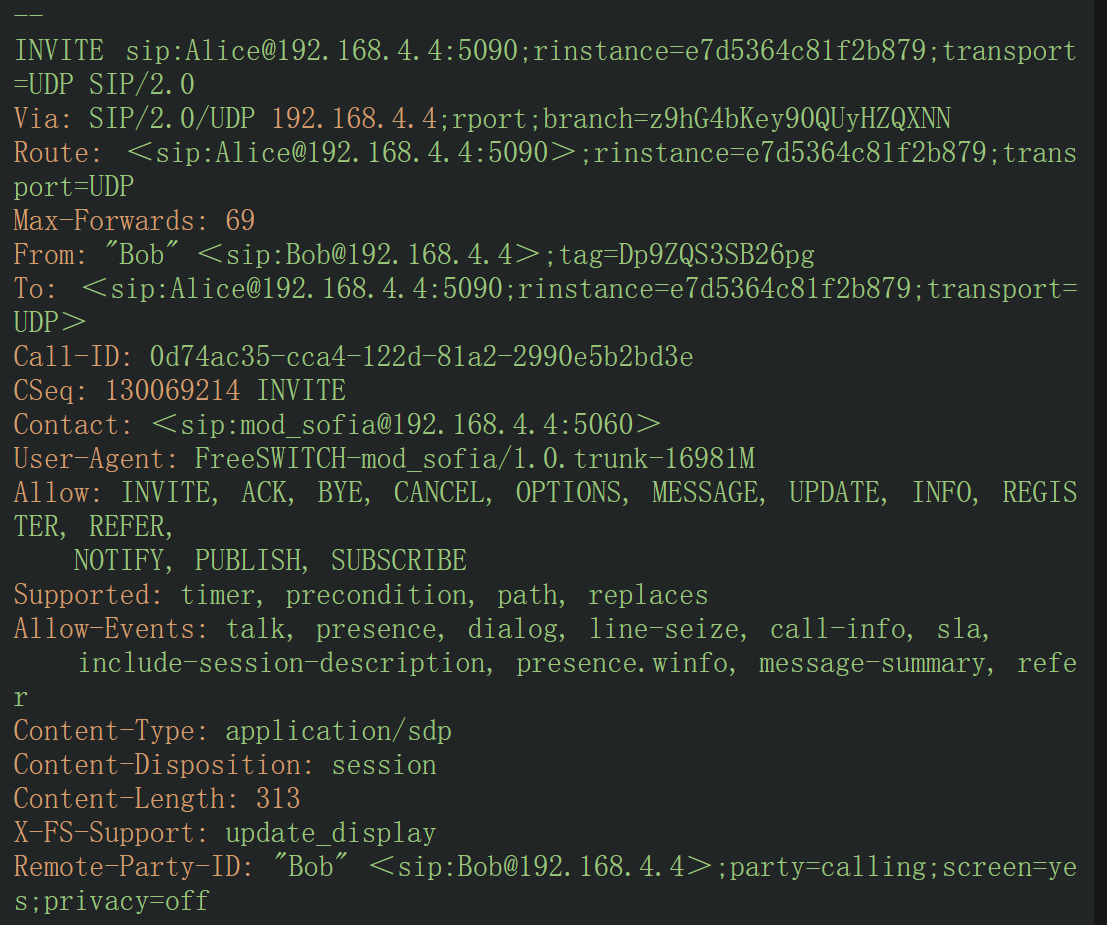 --
INVITE sip:Alice@192.168.4.4:5090;rinstance=e7d5364c81f2b879;transport
=UDP SIP/2.0
Via: SIP/2.0/UDP 192.168.4.4;rport;branch=z9hG4bKey90QUyHZQXNN
Route: <sip:Alice@192.168.4.4:5090>;rinstance=e7d5364c81f2b879;trans
port=UDP
Max-Forwards: 69
From: "Bob" <sip:Bob@192.168.4.4>;tag=Dp9ZQS3SB26pg
To: <sip:Alice@192.168.4.4:5090;rinstance=e7d5364c81f2b879;transport=
UDP>
Call-ID: 0d74ac35-cca4-122d-81a2-2990e5b2bd3e
CSeq: 130069214 INVITE
Contact: <sip:mod_sofia@192.168.4.4:5060>
User-Agent: FreeSWITCH-mod_sofia/1.0.trunk-16981M
Allow: INVITE, ACK, BYE, CANCEL, OPTIONS, MESSAGE, UPDATE, INFO, REGIS
TER, REFER,
    NOTIFY, PUBLISH, SUBSCRIBE
Supported: timer, precondition, path, replaces
Allow-Events: talk, presence, dialog, line-seize, call-info, sla,
    include-session-description, presence.winfo, message-summary, refe
r
Content-Type: application/sdp
Content-Disposition: session
Content-Length: 313
X-FS-Support: update_display
Remote-Party-ID: "Bob" <sip:Bob@192.168.4.4>;party=calling;screen=ye
s;privacy=off